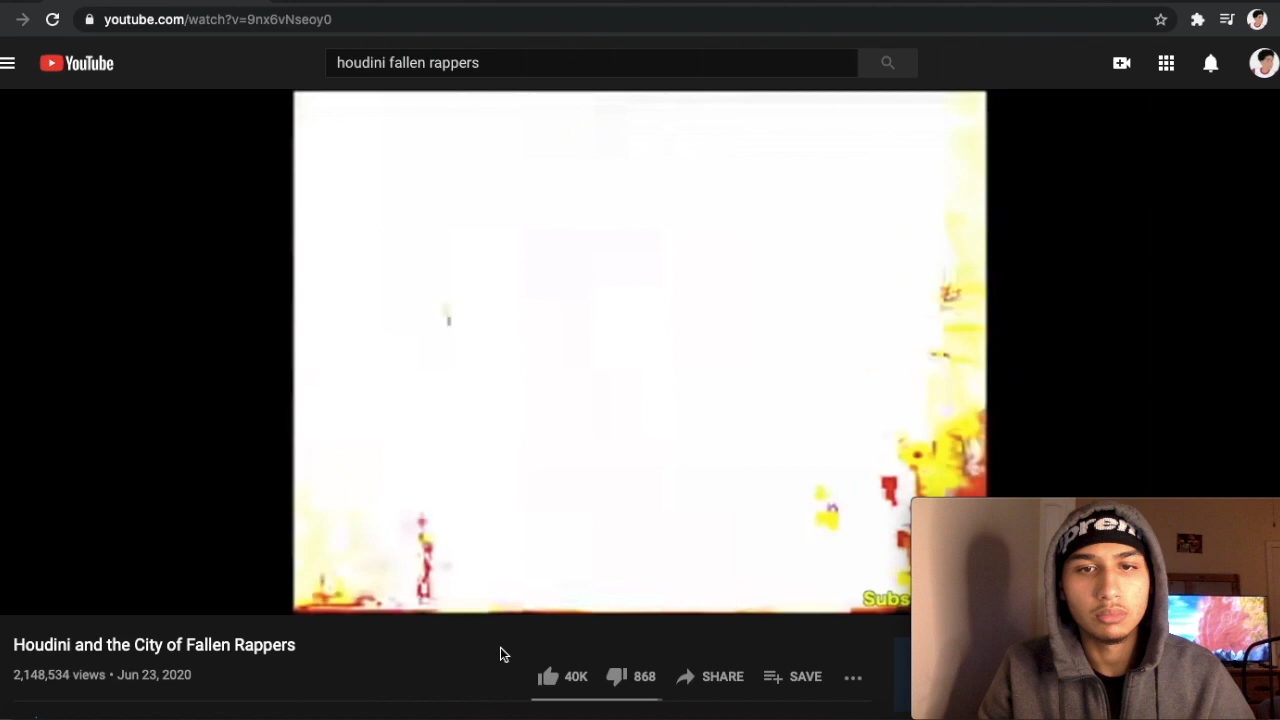 youtube.com/watch?v=9nx6vNseoy0
YouTube
houdini fallen rappers
Subs
Houdini and the City of Fallen Rappers
2,148,534 views • Jun 23, 2020
40K
868
SHARE
SAVE
prem